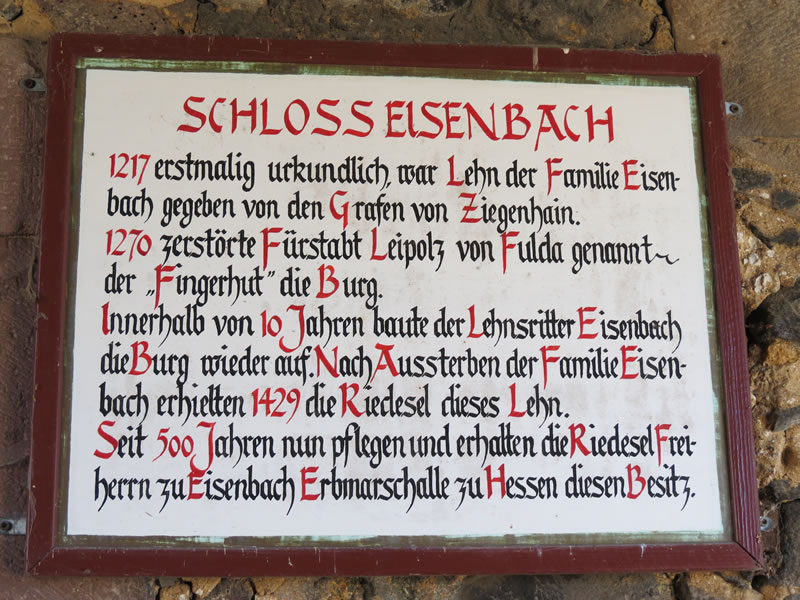 SCHLOSS EISENBACH
1217 erstmalig urkundlich, war Lehn der Familie Eisen-
bach gegeben von den Grafen von Ziegenhain.
1270 zerstörte Fürstabt Leipolz von Fulda genannt~
der „Fingerhut” die Burg.
Innerhalb von 10 Jahren baute der Lehnsritter Eisenbach
die Burg wieder auf. Nach Aussterben der Familie Eisen-
bach erhielten 1429 die Riedesel dieses Lehn.
Seit 500 Jahren nun pflegen und erhalten die Riedesel Frei-
herrn zu Eisenbach Erbmarschalle zu Hessen diesen Besitz.